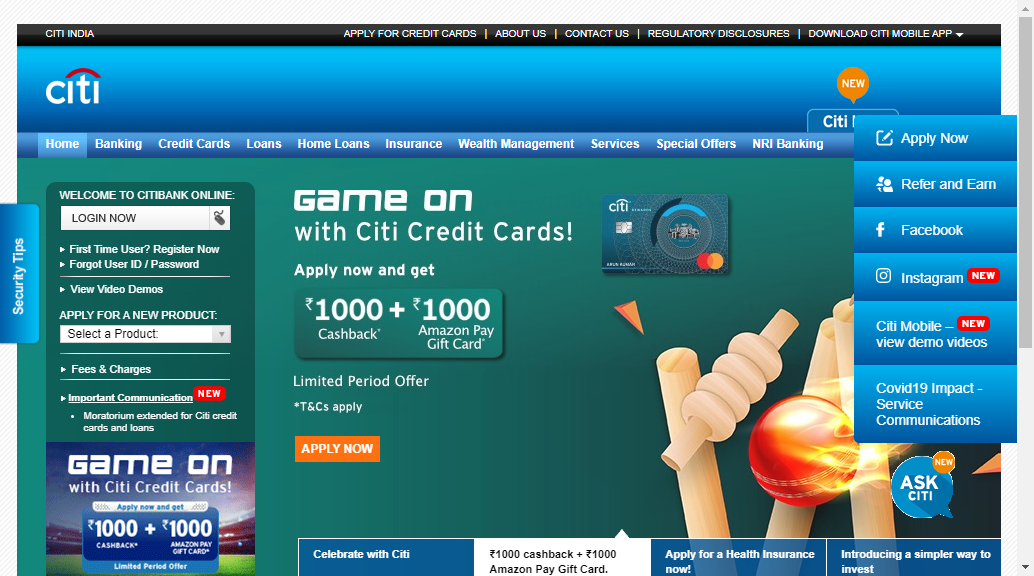 CITI INDIA
APPLY FOR CREDIT CARDS | ABOUT US | CONTACT US | REGULATORY DISCLOSURES | DOWNLOAD CITI MOBILE APP
citi
NEW
Citi
Home Banking Credit Cards Loans Home Loans Insurance Wealth Management Services Special Offers NRI Banking
Apply Now
Refer and Earn
Facebook
Instagram NEW
Citi Mobile – NEW
view demo videos
Covid19 Impact -
Service
Communications
Security Tips
WELCOME TO CITIBANK ONLINE:
LOGIN NOW
First Time User? Register Now
Forgot User ID / Password
View Video Demos
APPLY FOR A NEW PRODUCT:
Select a Product:
Fees & Charges
Important Communication NEW
Moratorium extended for Citi credit
cards and loans
GAME ON
with Citi Credit Cards!
Apply now and get
₹1000 + ₹1000
CASHBACK* AMAZON PAY
GIFT CARD*
Limited Period Offer
GAME ON
with Citi Credit Cards!
Apply now and get
₹1000 + ₹1000
Cashback* Amazon Pay
Gift Card*
Limited Period Offer
*T&Cs apply
APPLY NOW
citi REWARDS
ARUN KUMAR
NEW
ASK
CITI
Celebrate with Citi
₹1000 cashback + ₹1000
Amazon Pay Gift Card.
Apply for a Health Insurance
now!
Introducing a simpler way to
invest